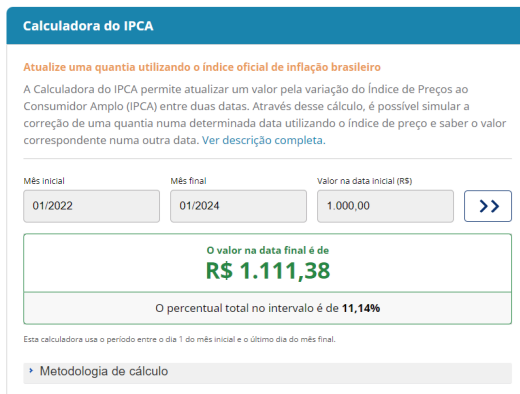 Calculadora do IPCA
Atualize uma quantia utilizando o índice oficial de inflação brasileiro
A Calculadora do IPCA permite atualizar um valor pela variação do Índice de Preços ao
Consumidor Amplo (IPCA) entre duas datas. Através desse cálculo, é possível simular a
correção de uma quantia numa determinada data utilizando o índice de preço e saber o valor
correspondente numa outra data. Ver descrição completa.
Mês inicial
Mês final
Valor na data inicial (R$)
01/2022
01/2024
1.000,00
O valor na data final é de
R$ 1.111,38
O percentual total no intervalo é de 11,14%
Esta calculadora usa o período entre o dia 1 do mês inicial e o último dia do mês final.
Metodologia de cálculo